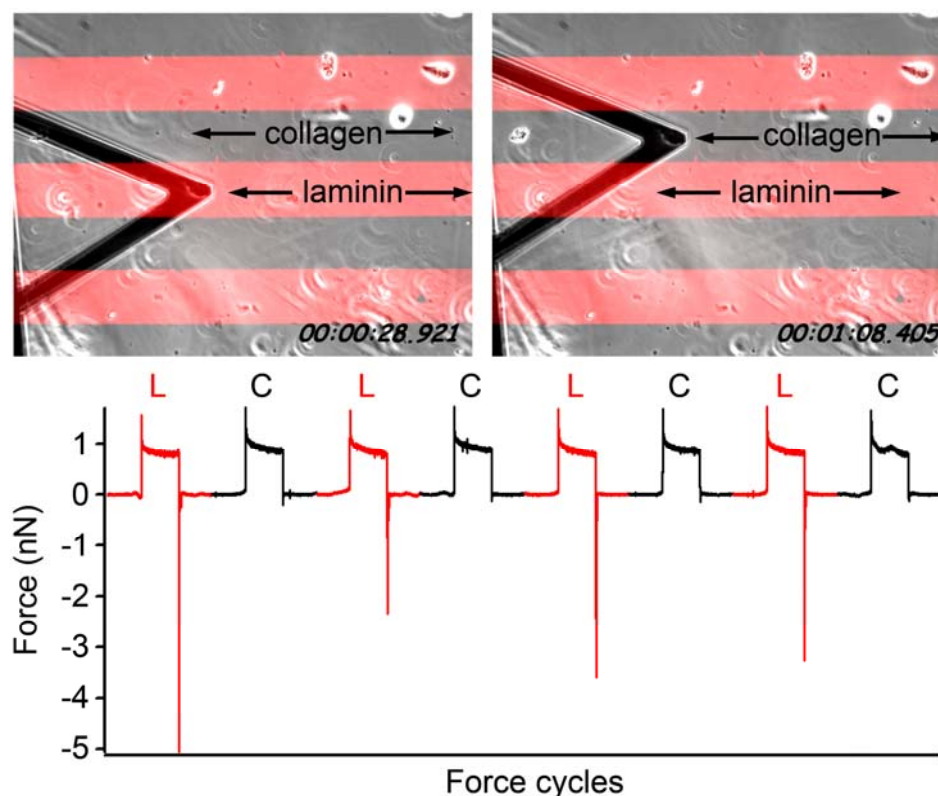 collagen
laminin
00:00:28.921
collagen
laminin
00:01:08.405
L C L C L C L C
1
0
-1
-2
-3
-4
-5
Force (nN)
Force cycles